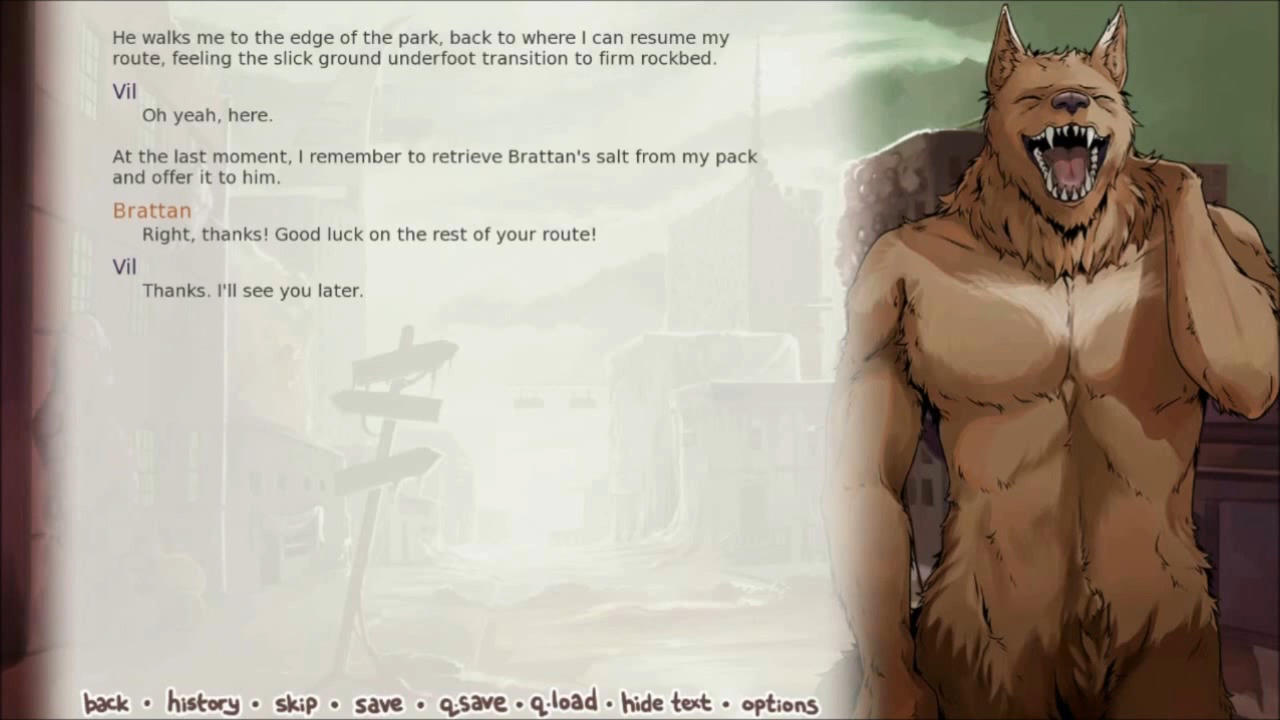 He walks me to the edge of the park, back to where I can resume my
route, feeling the slick ground underfoot transition to firm rockbed.
Vil
Oh yeah, here.
At the last moment, I remember to retrieve Brattan's salt from my pack
and offer it to him.
Brattan
Right, thanks! Good luck on the rest of your route!
Vil
Thanks. I'll see you later.
back • history • skip • save • q.save • q.load • hide text • options